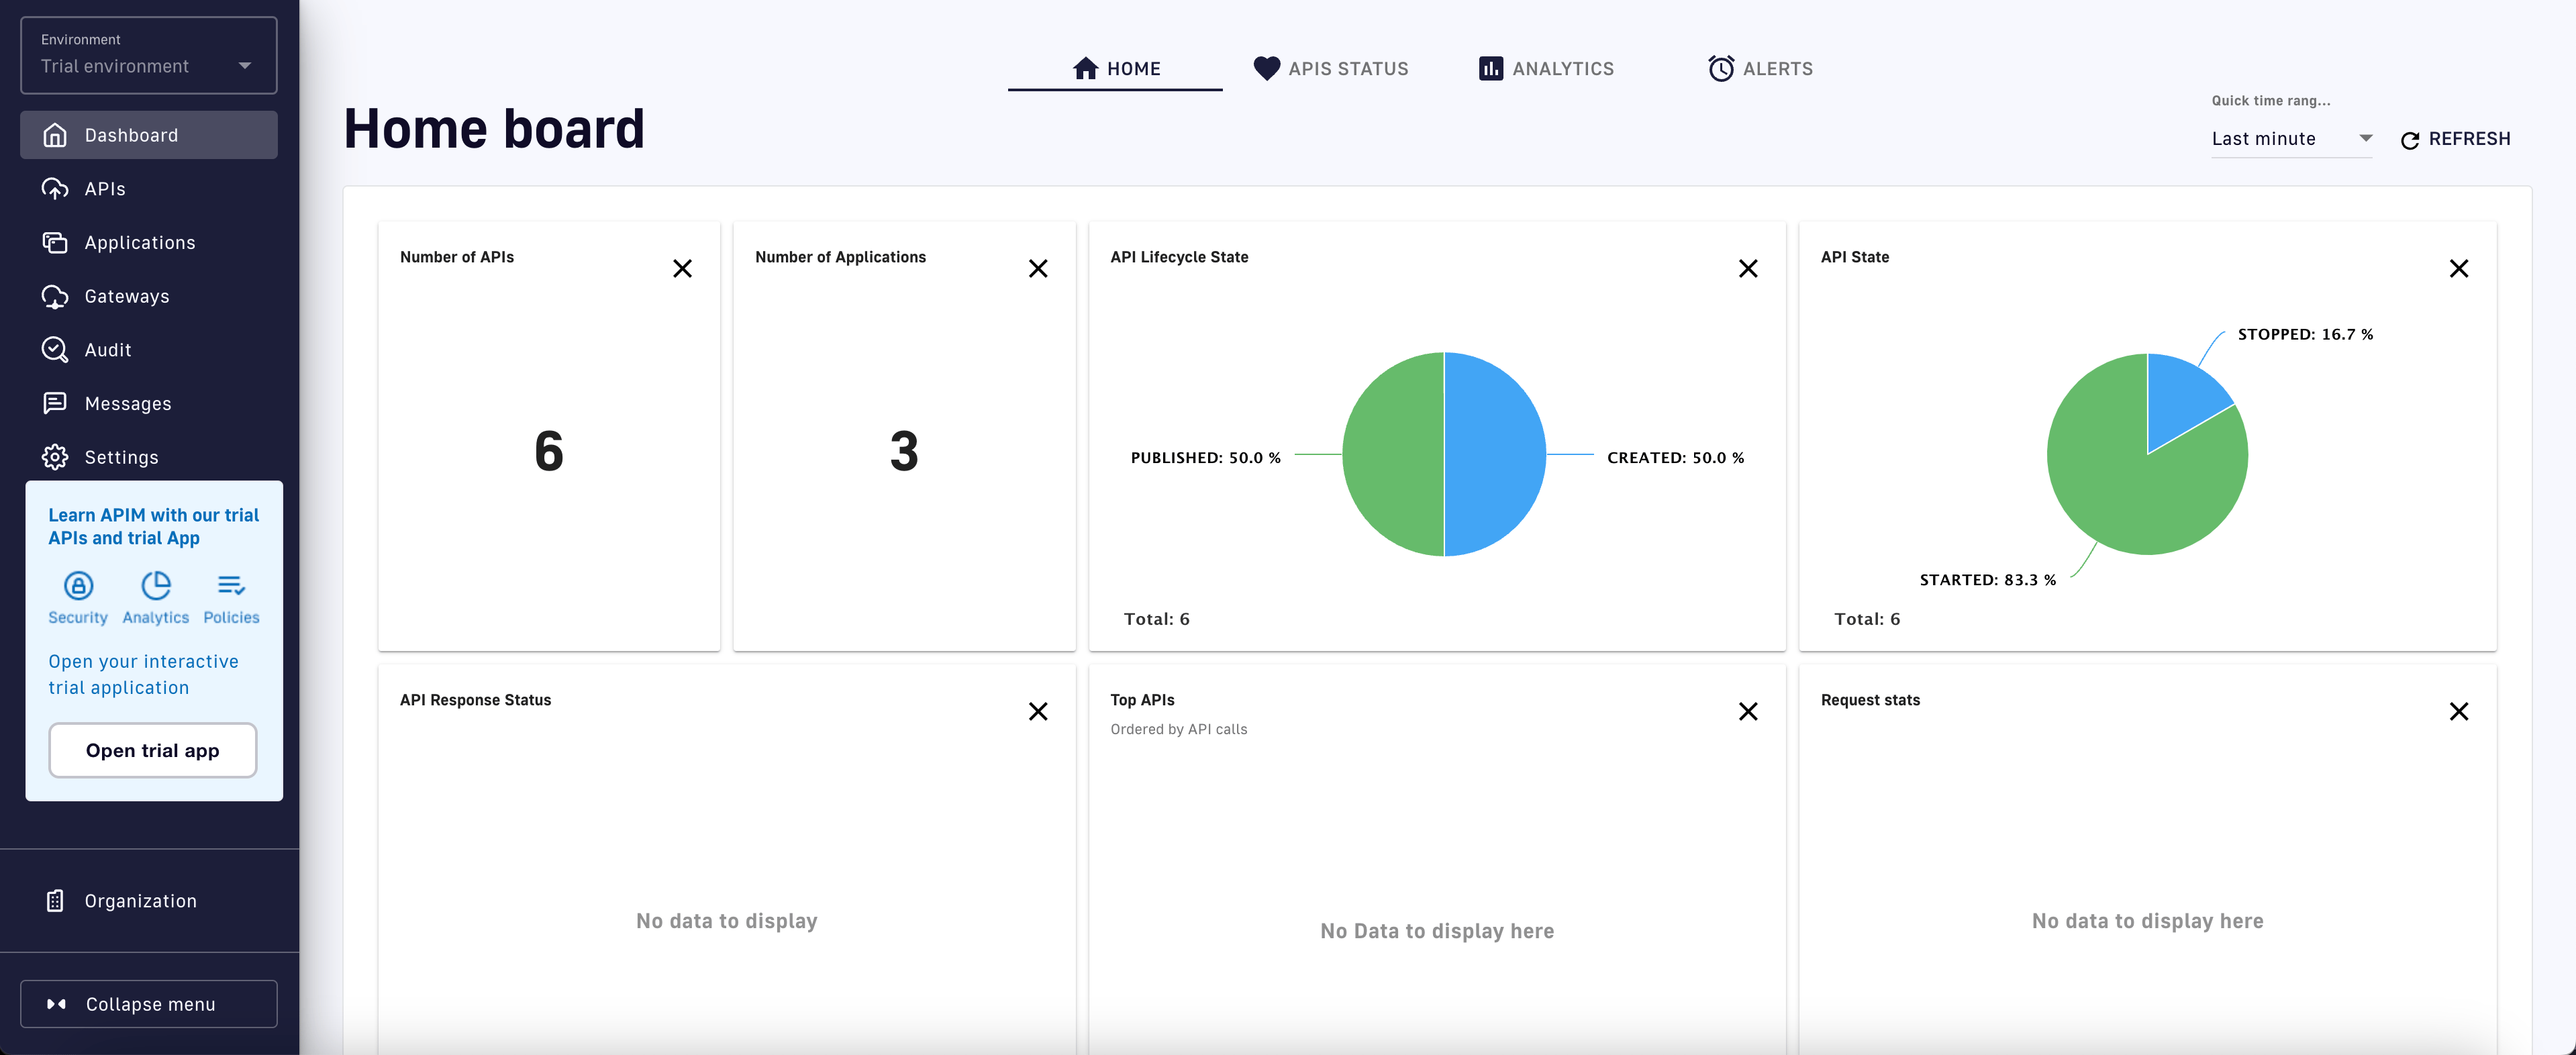 Environment
Trial environment
Dashboard
APIs
Applications
Gateways
Audit
Messages
Settings
Learn APIM with our trial
APIs and trial App
Security Analytics Policies
Open your interactive
trial application
Open trial app
Organization
Collapse menu
HOME APIS STATUS ANALYTICS ALERTS
Home board
Quick time rang...
Last minute REFRESH
Number of APIs
6
Number of Applications
3
API Lifecycle State
PUBLISHED: 50.0 % CREATED: 50.0 %
Total: 6
API State
STOPPED: 16.7 %
STARTED: 83.3 %
Total: 6
API Response Status
No data to display
Top APIs
Ordered by API calls
No Data to display here
Request stats
No data to display here